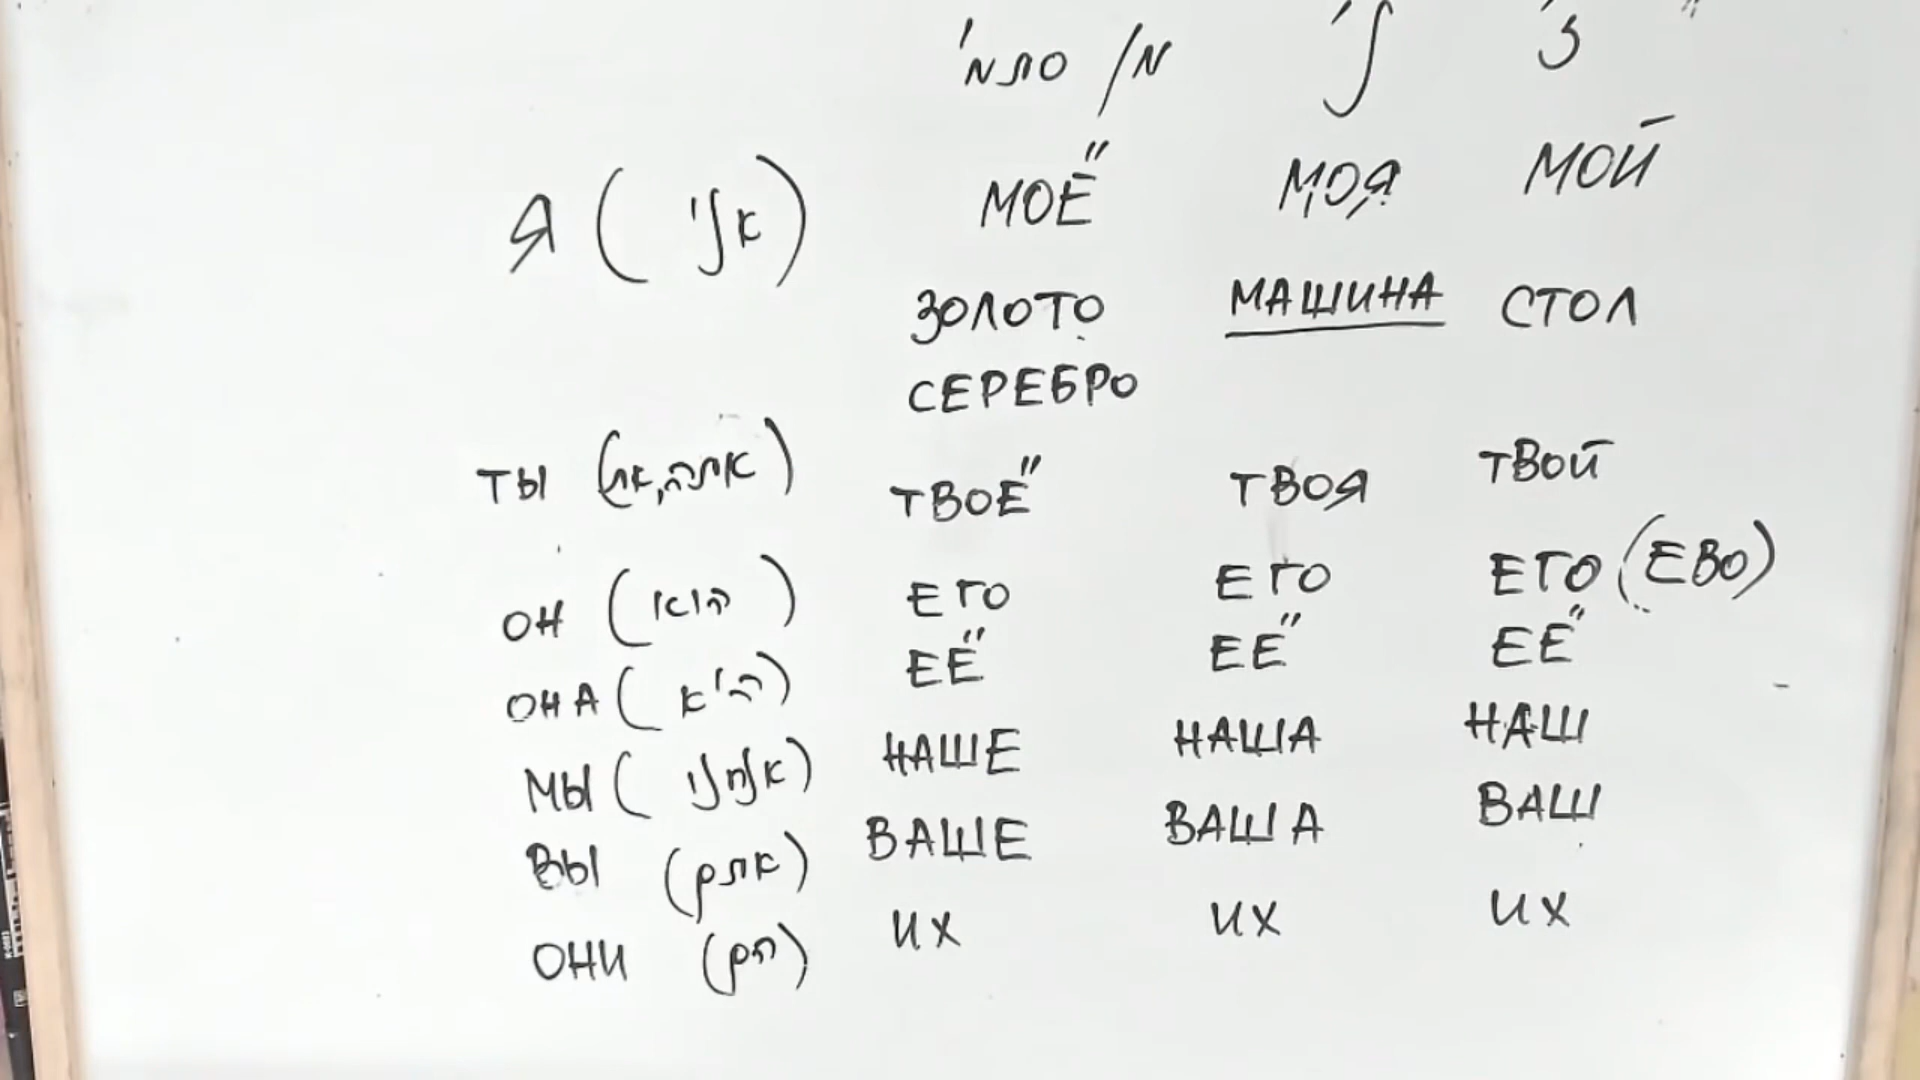 מין סתמי נ' ז'
Я (אני) МОЁ МОЯ МОЙ
ЗОЛОТО МАШИНА СТОЛ
СЕРЕБРО
ТЫ (את,אתה) ТВОЁ ТВОЯ ТВОЙ
ОН (הוא) ЕГО ЕГО ЕГО (ЕВО)
ОНА (היא) ЕЁ ЕЁ ЕЁ
МЫ (אנחנו) НАШЕ НАША НАШ
ВЫ (אתם) ВАШЕ ВАША ВАШ
ОНИ (הם) ИХ ИХ ИХ